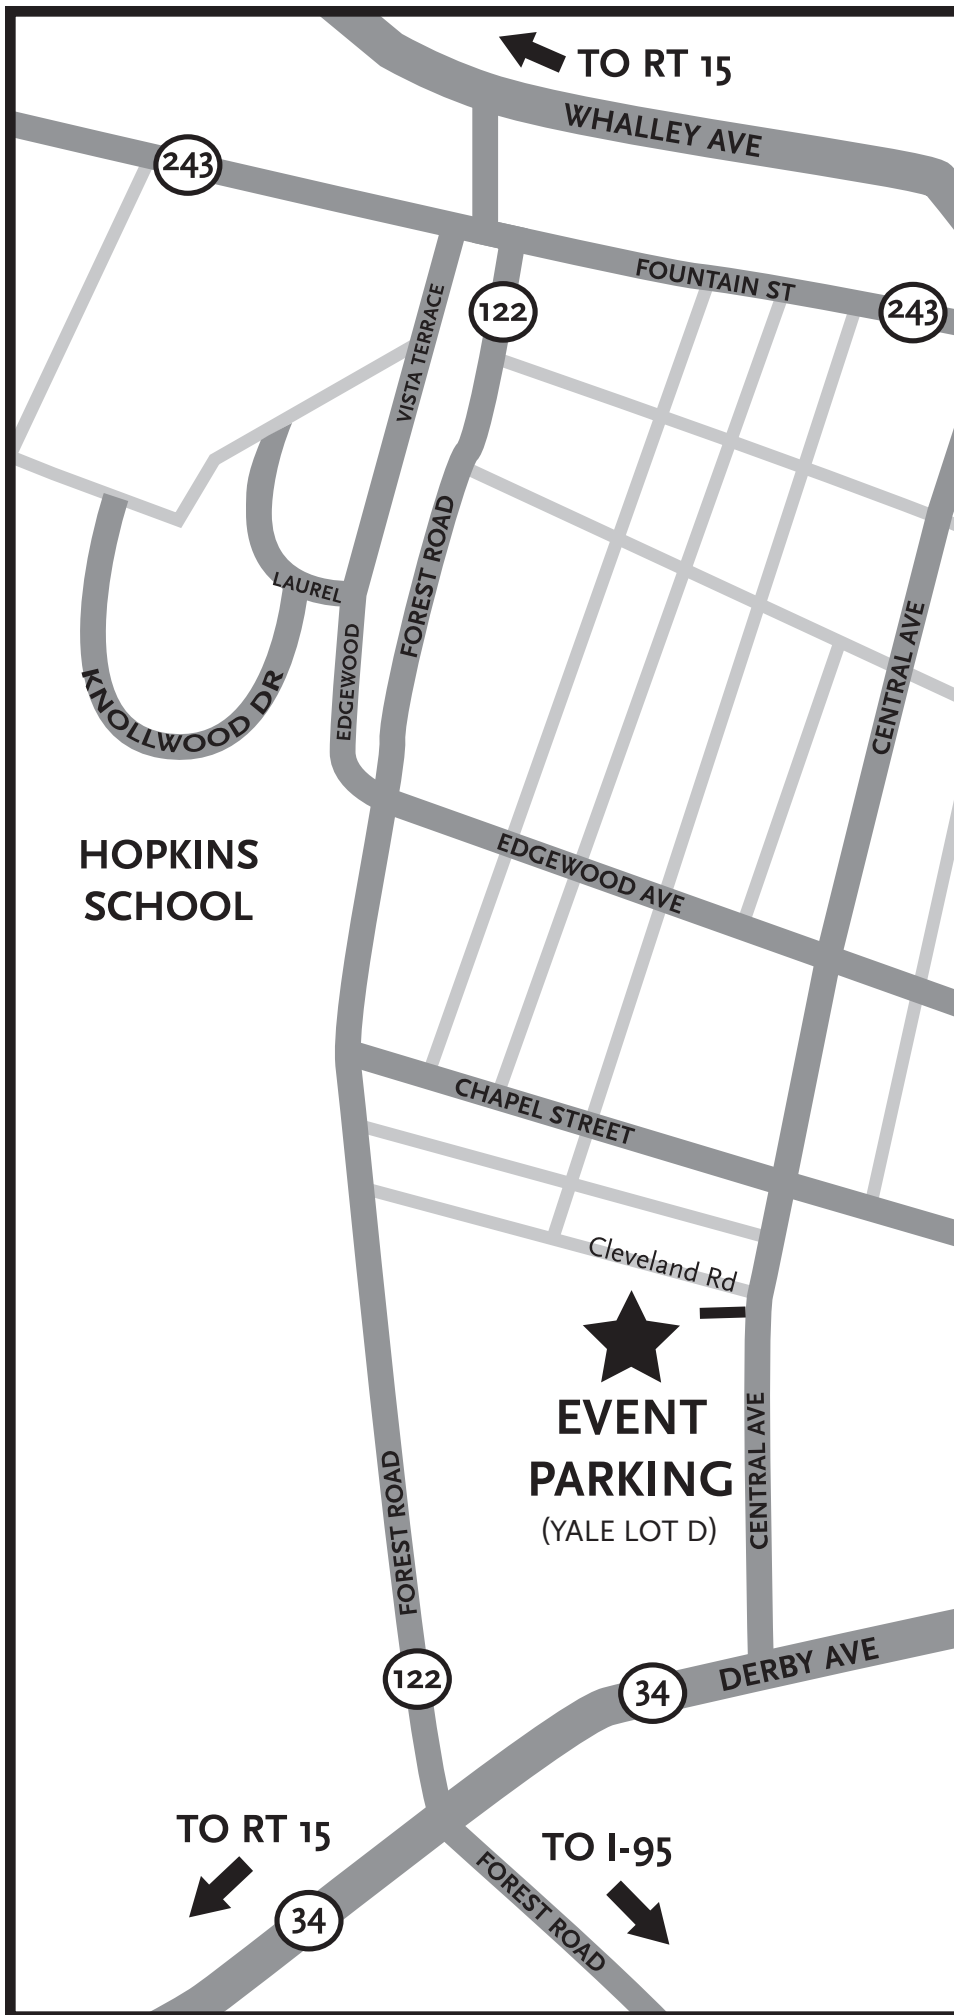 TO RT 15
WHALLEY AVE
243
FOUNTAIN ST
243
122
VISTA TERRACE
FOREST ROAD
LAUREL
EDGEWOOD
CENTRAL AVE
KNOLLWOOD DR
HOPKINS
SCHOOL
EDGEWOOD AVE
CHAPEL STREET
Cleveland Rd
EVENT
PARKING
(YALE LOT D)
CENTRAL AVE
FOREST ROAD
122
34
DERBY AVE
TO RT 15
TO I-95
34
FOREST ROAD